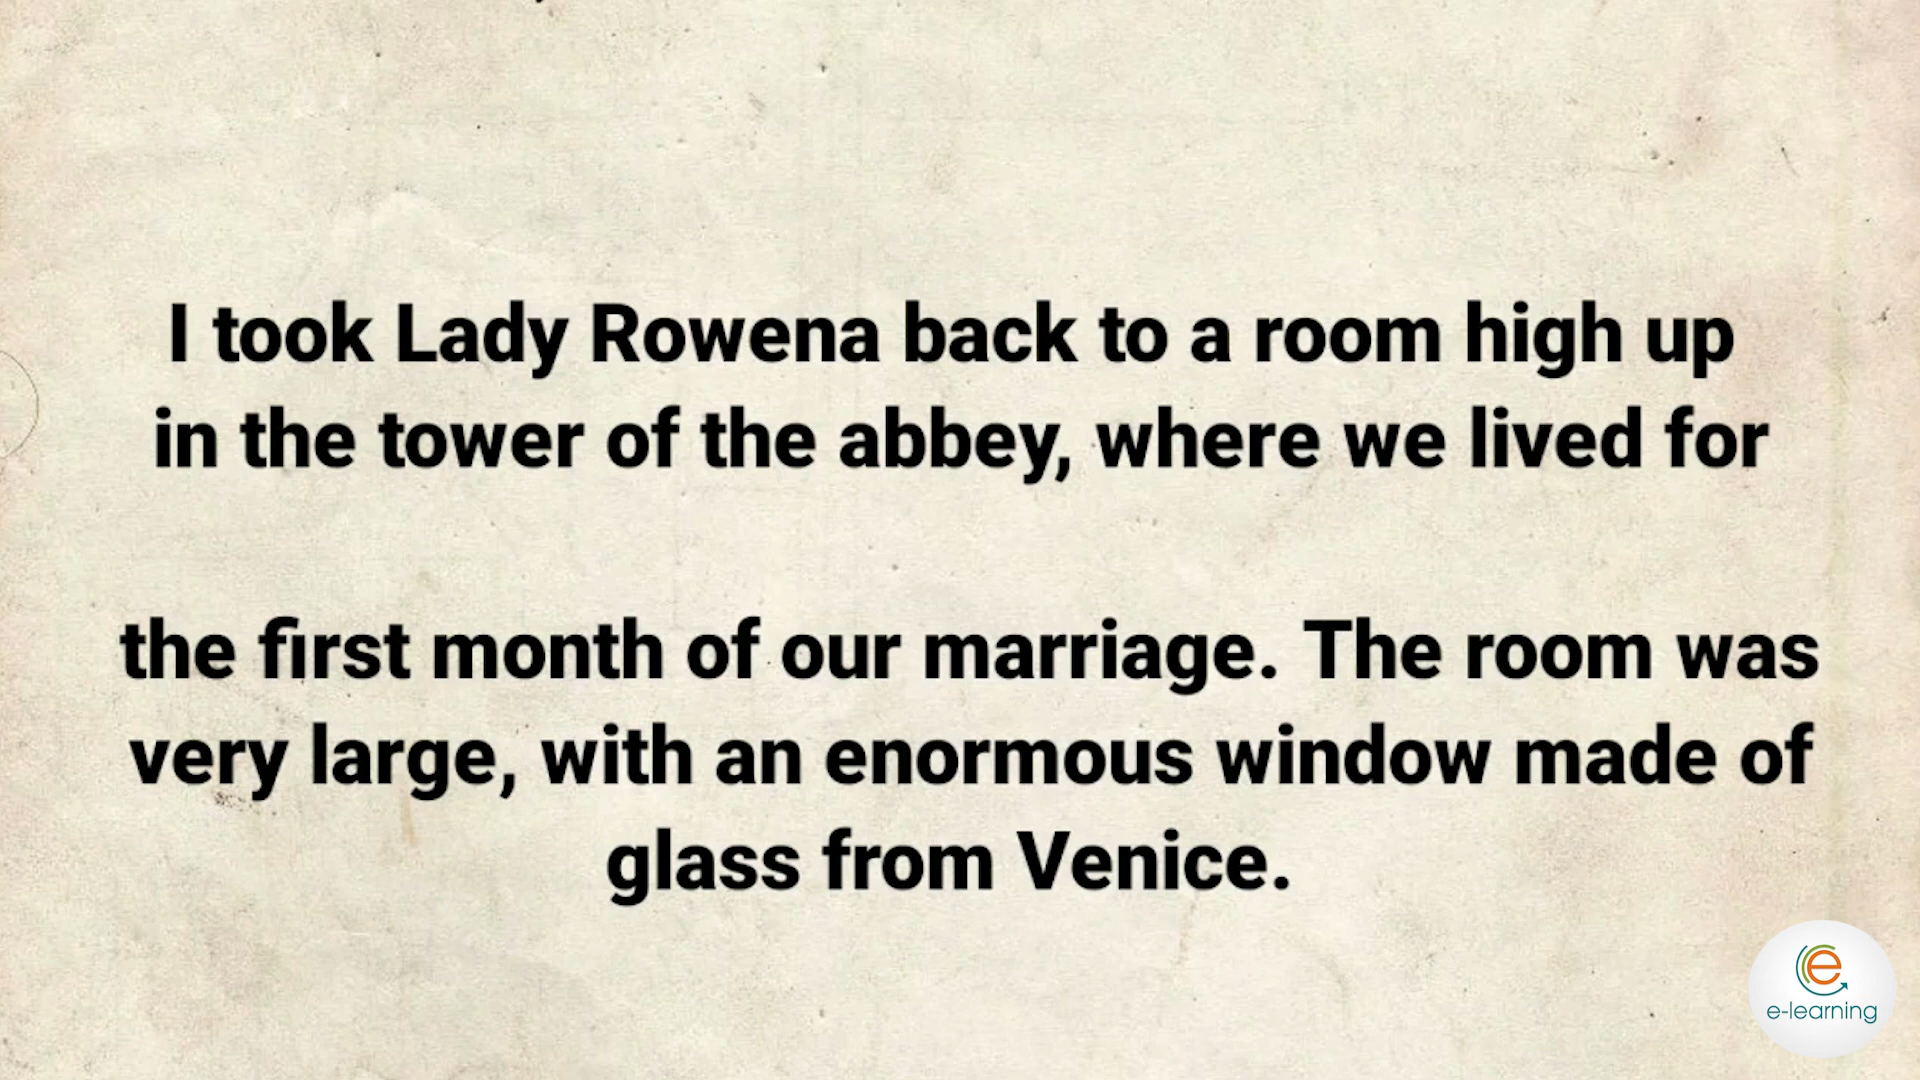 I took Lady Rowena back to a room high up
in the tower of the abbey, where we lived for
the first month of our marriage. The room was
very large, with an enormous window made of
glass from Venice.
e
e-learning